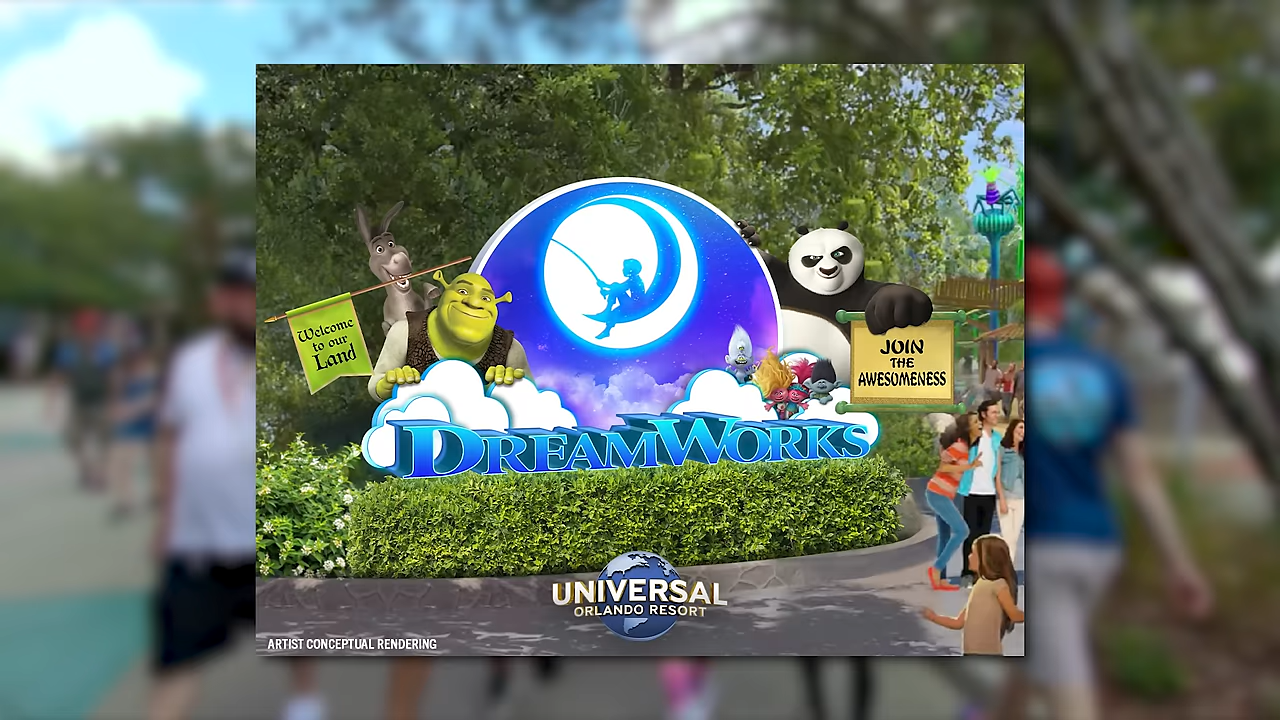 Welcome
to our
Land
JOIN
THE
AWESOMENESS
DREAMWORKS
UNIVERSAL
ORLANDO RESORT
ARTIST CONCEPTUAL RENDERING